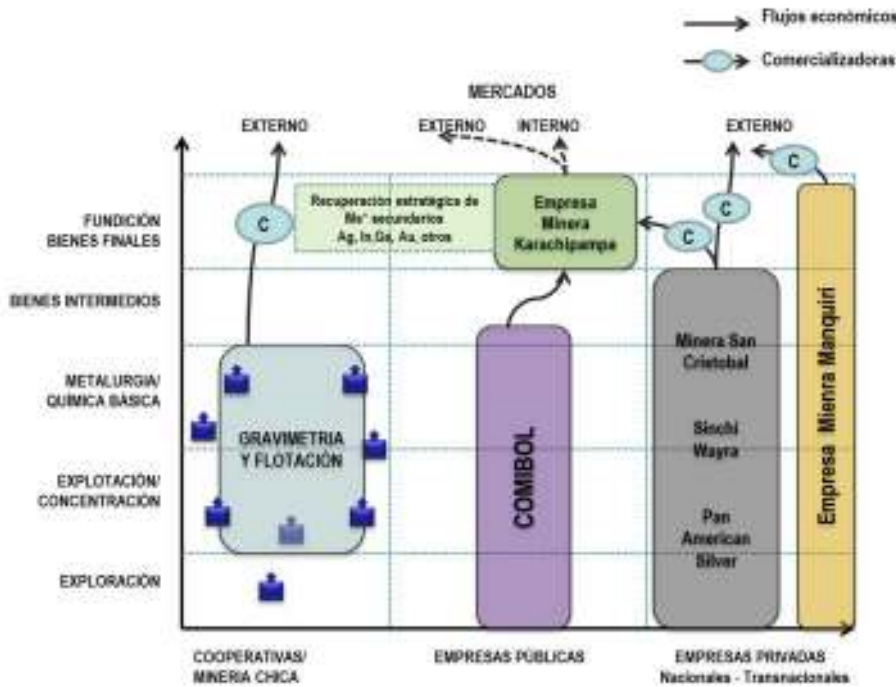 Flujos económicos
Comercializadoras
MERCADOS
EXTERNO
EXTERNO
INTERNO
EXTERNO
C
C
C
C
FUNDICIÓN
BIENES FINALES
Recuperación estratégica de
Me* secundarios
Ag, In, Ga, Au, otros
Empresa
Minera
Karachipampa
BIENES INTERMEDIOS
METALURGIA/
QUÍMICA BÁSICA
GRAVIMETRIA
Y FLOTACIÓN
EXPLOTACIÓN/
CONCENTRACIÓN
EXPLORACIÓN
COMIBOL
Minera San
Cristobal
Sinchi
Wayra
Pan
American
Silver
Empresa Mienra Manquiri
COOPERATIVAS/
MINERIA CHICA
EMPRESAS PÚBLICAS
EMPRESAS PRIVADAS
Nacionales - Transnacionales